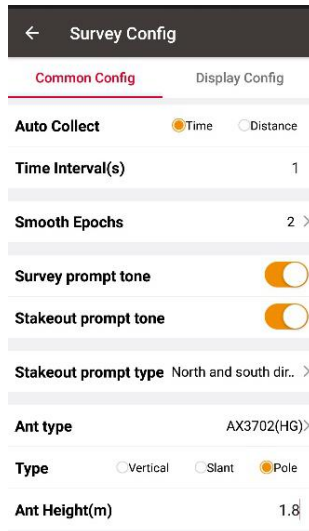 Survey Config
Common Config Display Config
Auto Collect Time Distance
Time Interval(s) 1
Smooth Epochs 2
Survey prompt tone
Stakeout prompt tone
Stakeout prompt type North and south dir..
Ant type AX3702(HG)
Type Vertical Slant Pole
Ant Height(m) 1.8